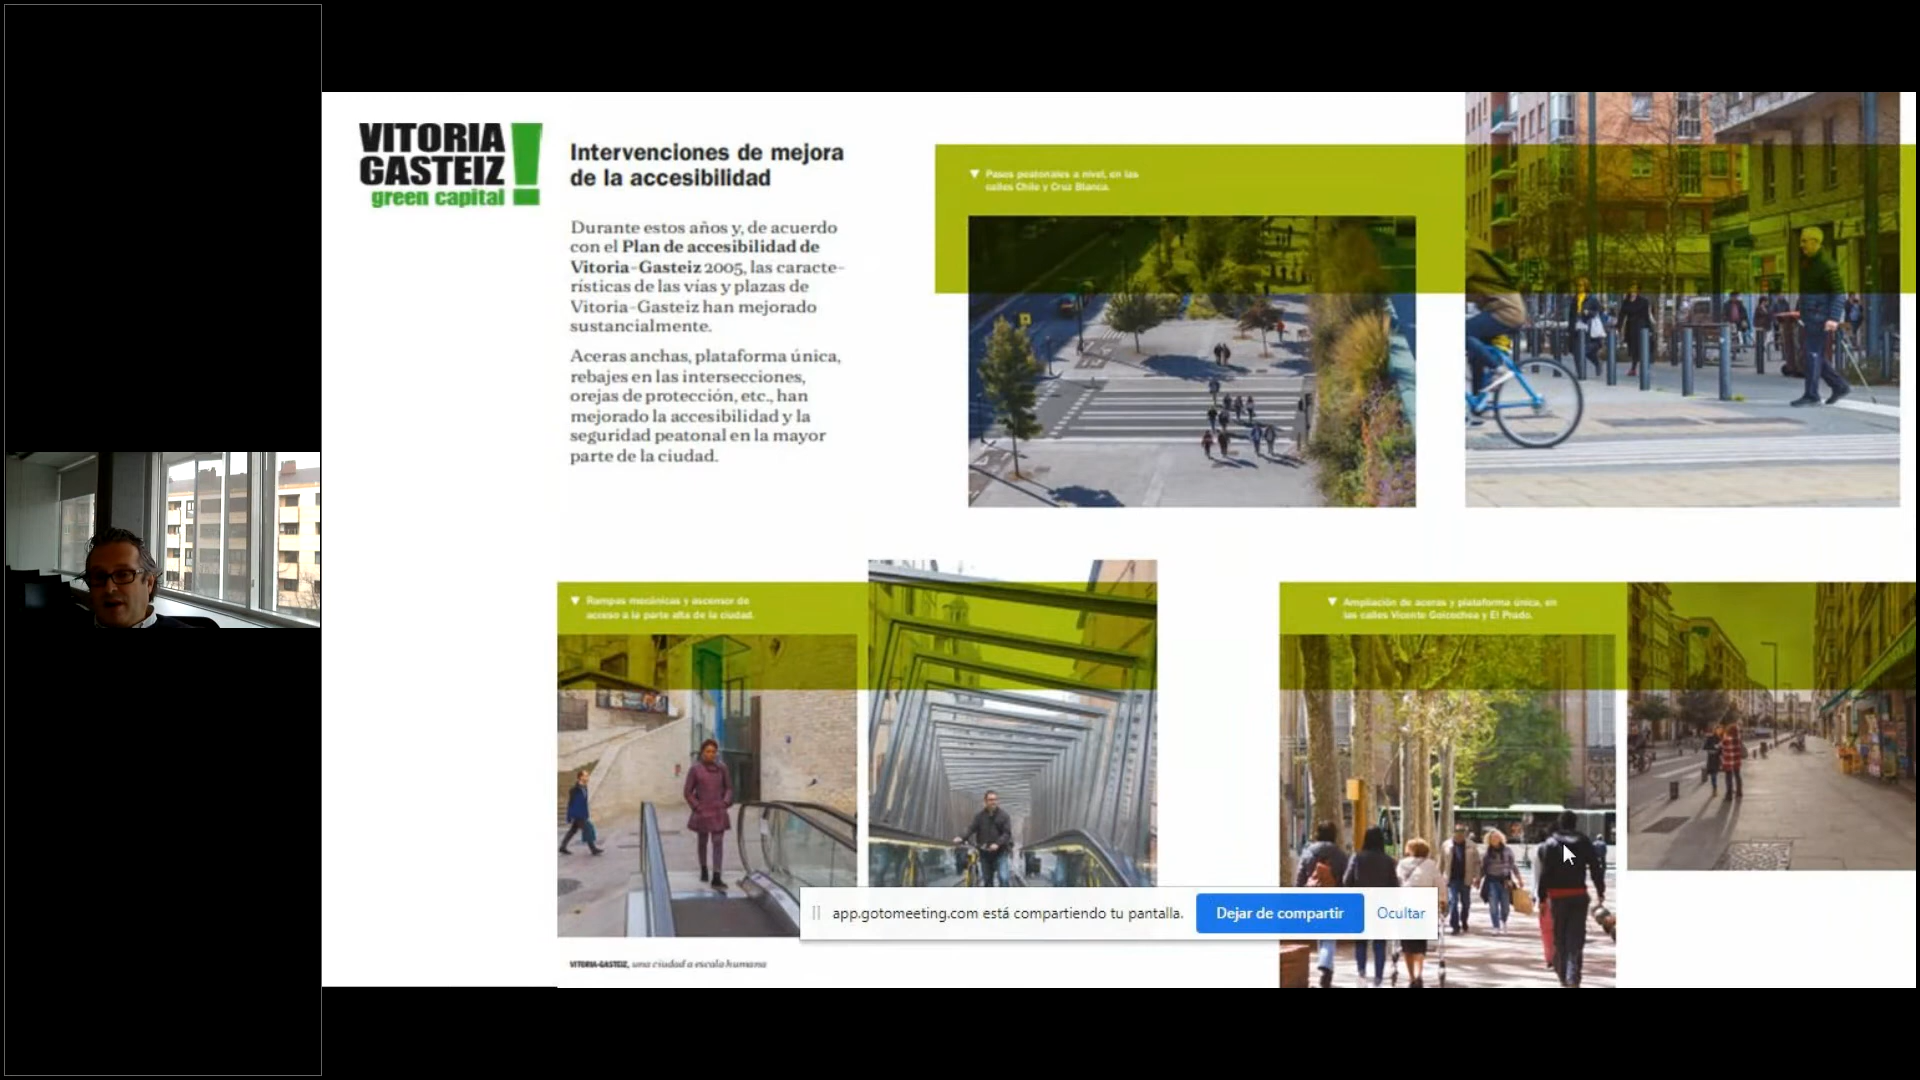 VITORIA
GASTEIZ
green capital
Intervenciones de mejora
de la accesibilidad
Durante estos años y, de acuerdo
con el Plan de accesibilidad de
Vitoria-Gasteiz 2005, las caracte-
rísticas de las vías y plazas de
Vitoria-Gasteiz han mejorado
sustancialmente.
Aceras anchas, plataforma única,
rebajes en las intersecciones,
orejas de protección, etc., han
mejorado la accesibilidad y la
seguridad peatonal en la mayor
parte de la ciudad.
Pasos peatonales a nivel, en las
calles Chile y Cruz Blanca.
Rampas mecánicas y ascensor de
acceso a la parte alta de la ciudad.
Ampliación de aceras y plataforma única, en
las calles Vicente Goicoechea y El Prado.
app.gotomeeting.com está compartiendo tu pantalla.
Dejar de compartir
Ocultar
VITORIA-GASTEIZ, una ciudad a escala humana